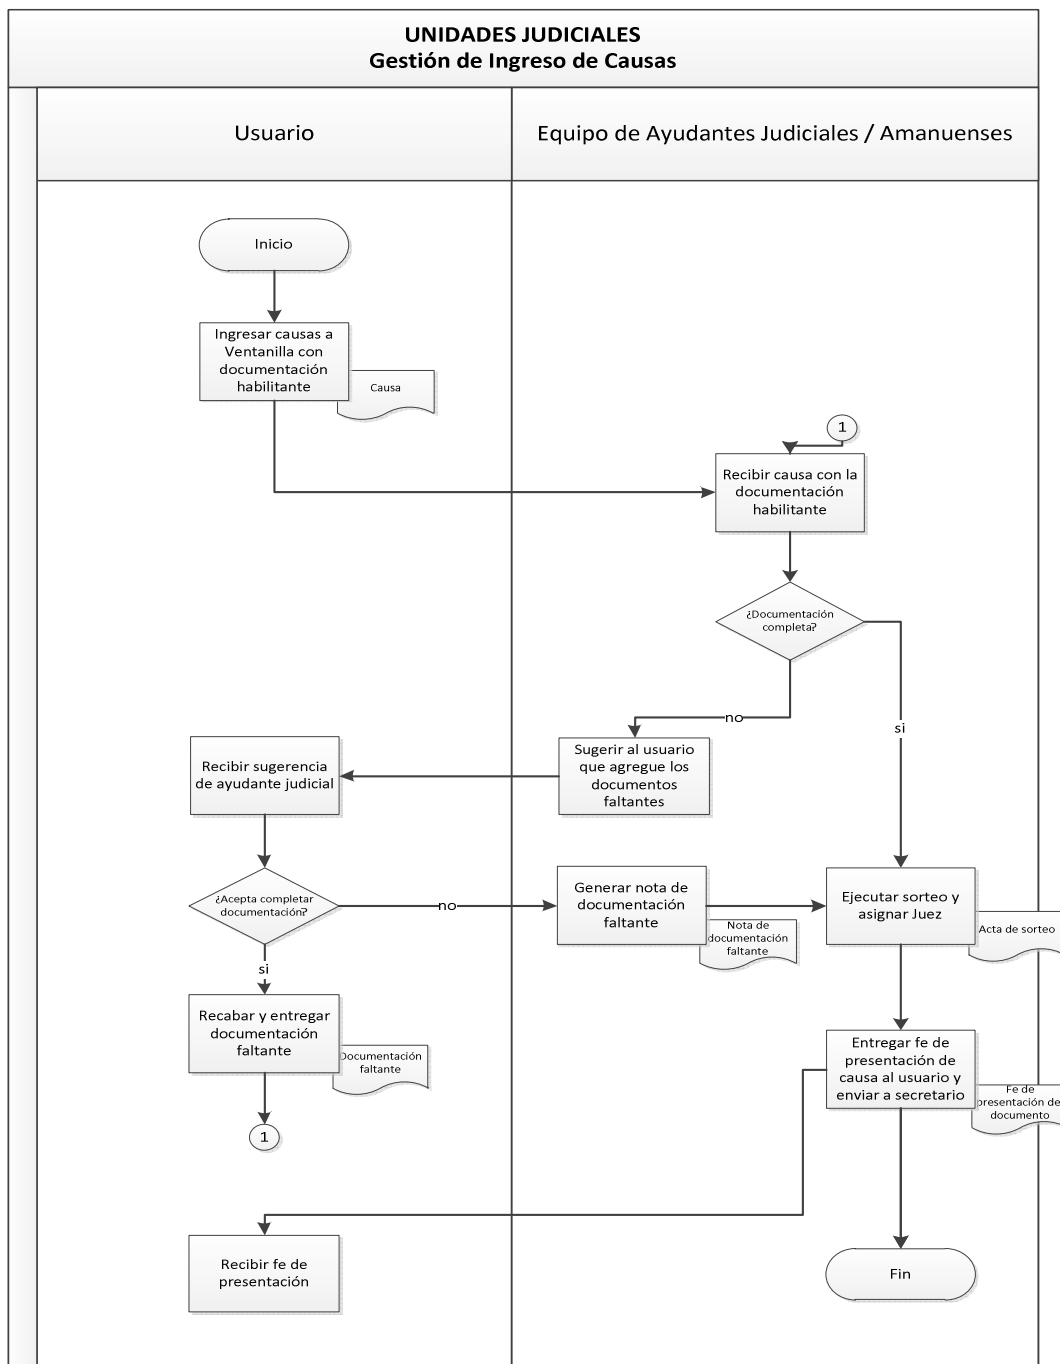 UNIDADES JUDICIALES
Gestión de Ingreso de Causas
Usuario
Equipo de Ayudantes Judiciales / Amanuenses
Inicio
Ingresar causas a
Ventanilla con
documentación
habilitante
Causa
1
Recibir causa con la
documentación
habilitante
¿Documentación
completa?
no
si
Sugerir al usuario
que agregue los
documentos
faltantes
Recibir sugerencia
de ayudante judicial
¿Acepta completar
documentación?
no
Generar nota de
documentación
faltante
Nota de
documentación
faltante
Ejecutar sorteo y
asignar Juez
Acta de sorteo
si
Recabar y entregar
documentación
faltante
Documentación
faltante
1
Entregar fe de
presentación de
causa al usuario y
enviar a secretario
Fe de
presentación de
documento
Recibir fe de
presentación
Fin